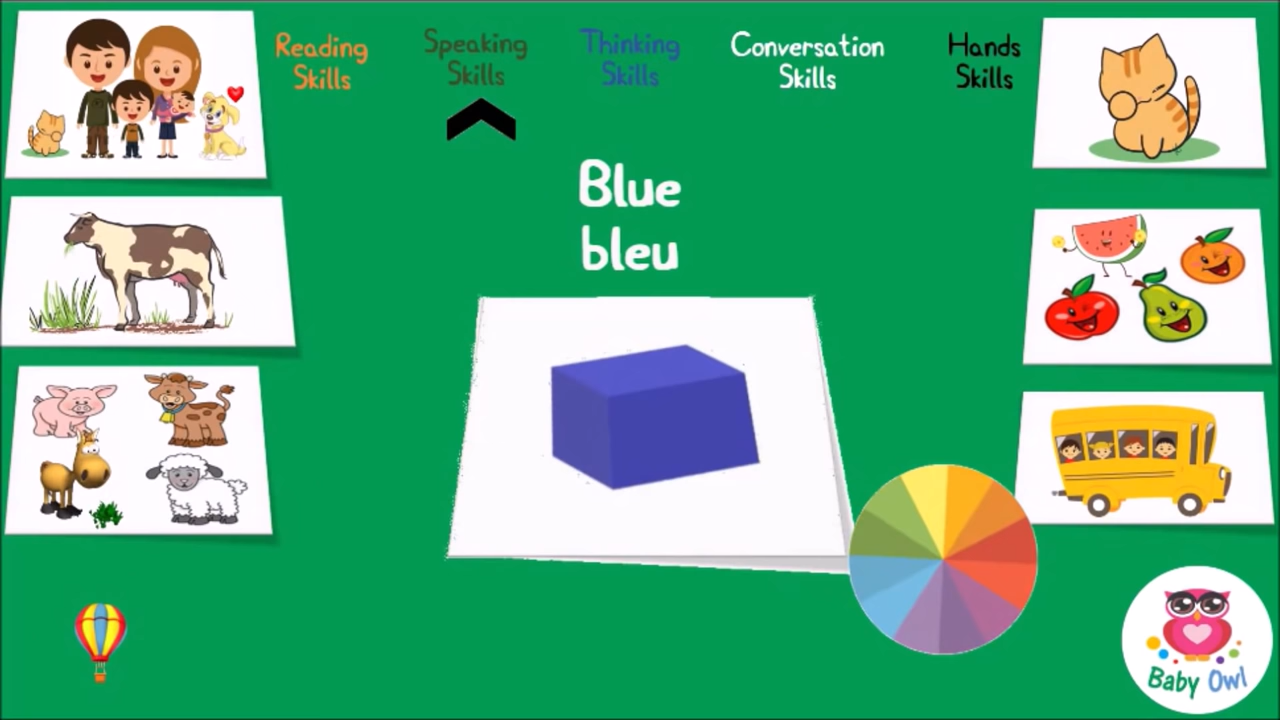 Reading
Skills
Speaking
Skills
Thinking
Skills
Conversation
Skills
Hands
Skills
Blue
bleu
Baby Owl